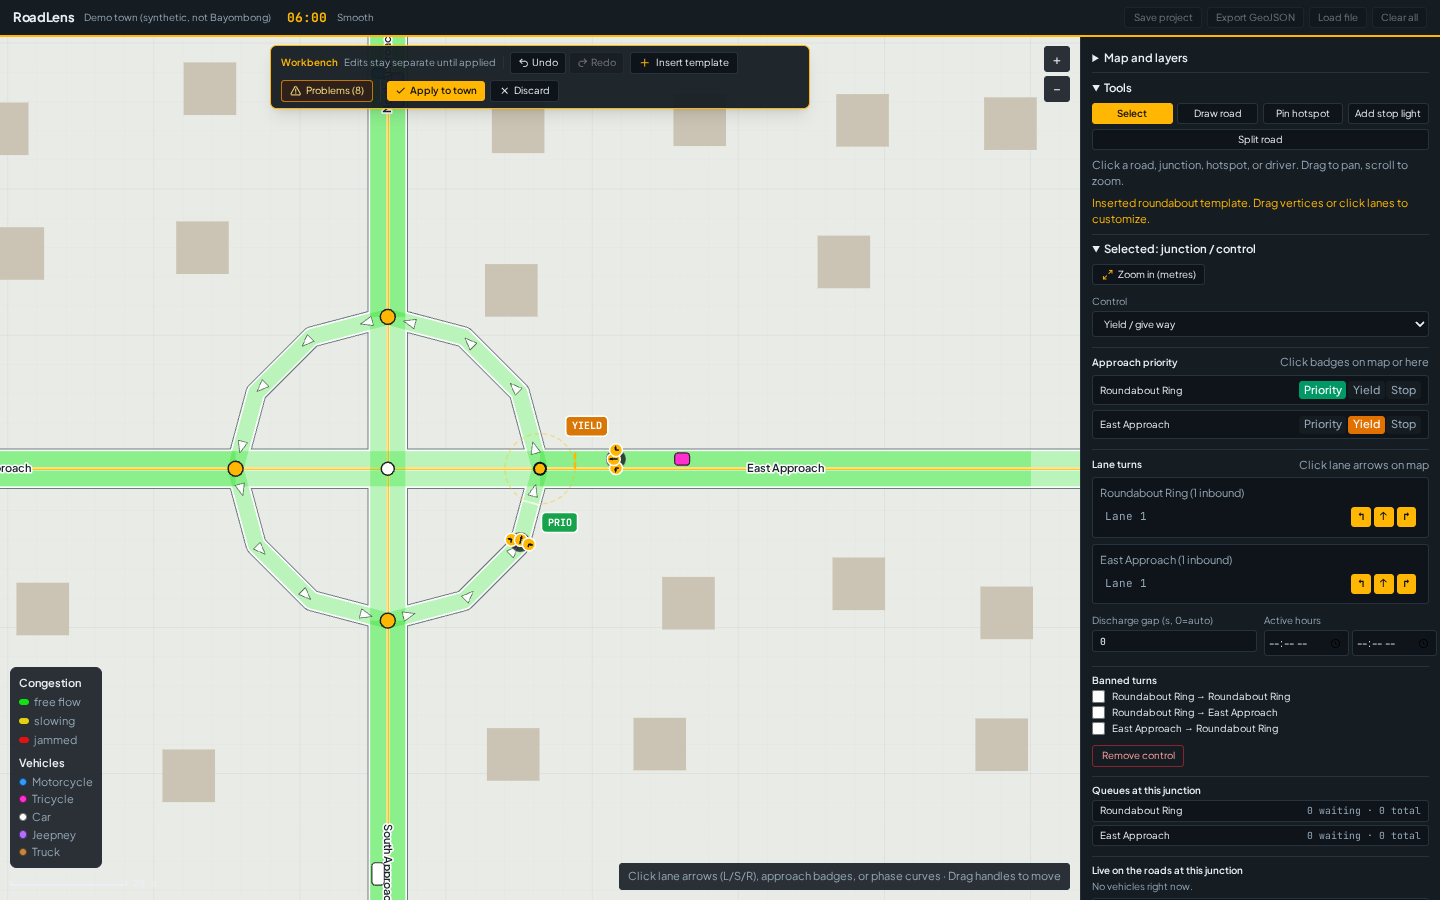 RoadLens Demo town (synthetic, not Bayombong) 06:00 Smooth
Save project Export GeoJSON Load file Clear all
Workbench Edits stay separate until applied Undo Redo Insert template
Problems (8) Apply to town Discard
+
−
YIELD
East Approach
PRIO
South Approac
roach
Congestion
free flow
slowing
jammed
Vehicles
Motorcycle
Tricycle
Car
Jeepney
Truck
Click lane arrows (L/S/R), approach badges, or phase curves · Drag handles to move
Map and layers
Tools
Select Draw road Pin hotspot Add stop light
Split road
Click a road, junction, hotspot, or driver. Drag to pan, scroll to
zoom.
Inserted roundabout template. Drag vertices or click lanes to
customize.
Selected: junction / control
Zoom in (metres)
Control
Yield / give way
Approach priority Click badges on map or here
Roundabout Ring Priority Yield Stop
East Approach Priority Yield Stop
Lane turns Click lane arrows on map
Roundabout Ring (1 inbound)
Lane 1 ↰ ↑ ↱
East Approach (1 inbound)
Lane 1 ↰ ↑ ↱
Discharge gap (s, 0=auto) Active hours
0 --:-- -- --:-- --
Banned turns
Roundabout Ring → Roundabout Ring
Roundabout Ring → East Approach
East Approach → Roundabout Ring
Remove control
Queues at this junction
Roundabout Ring 0 waiting · 0 total
East Approach 0 waiting · 0 total
Live on the roads at this junction
No vehicles right now.